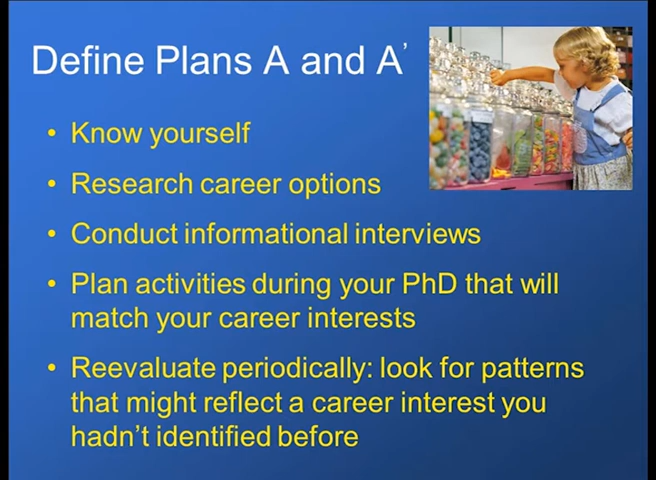 Define Plans A and A’
• Know yourself
• Research career options
• Conduct informational interviews
• Plan activities during your PhD that will
match your career interests
• Reevaluate periodically: look for patterns
that might reflect a career interest you
hadn’t identified before